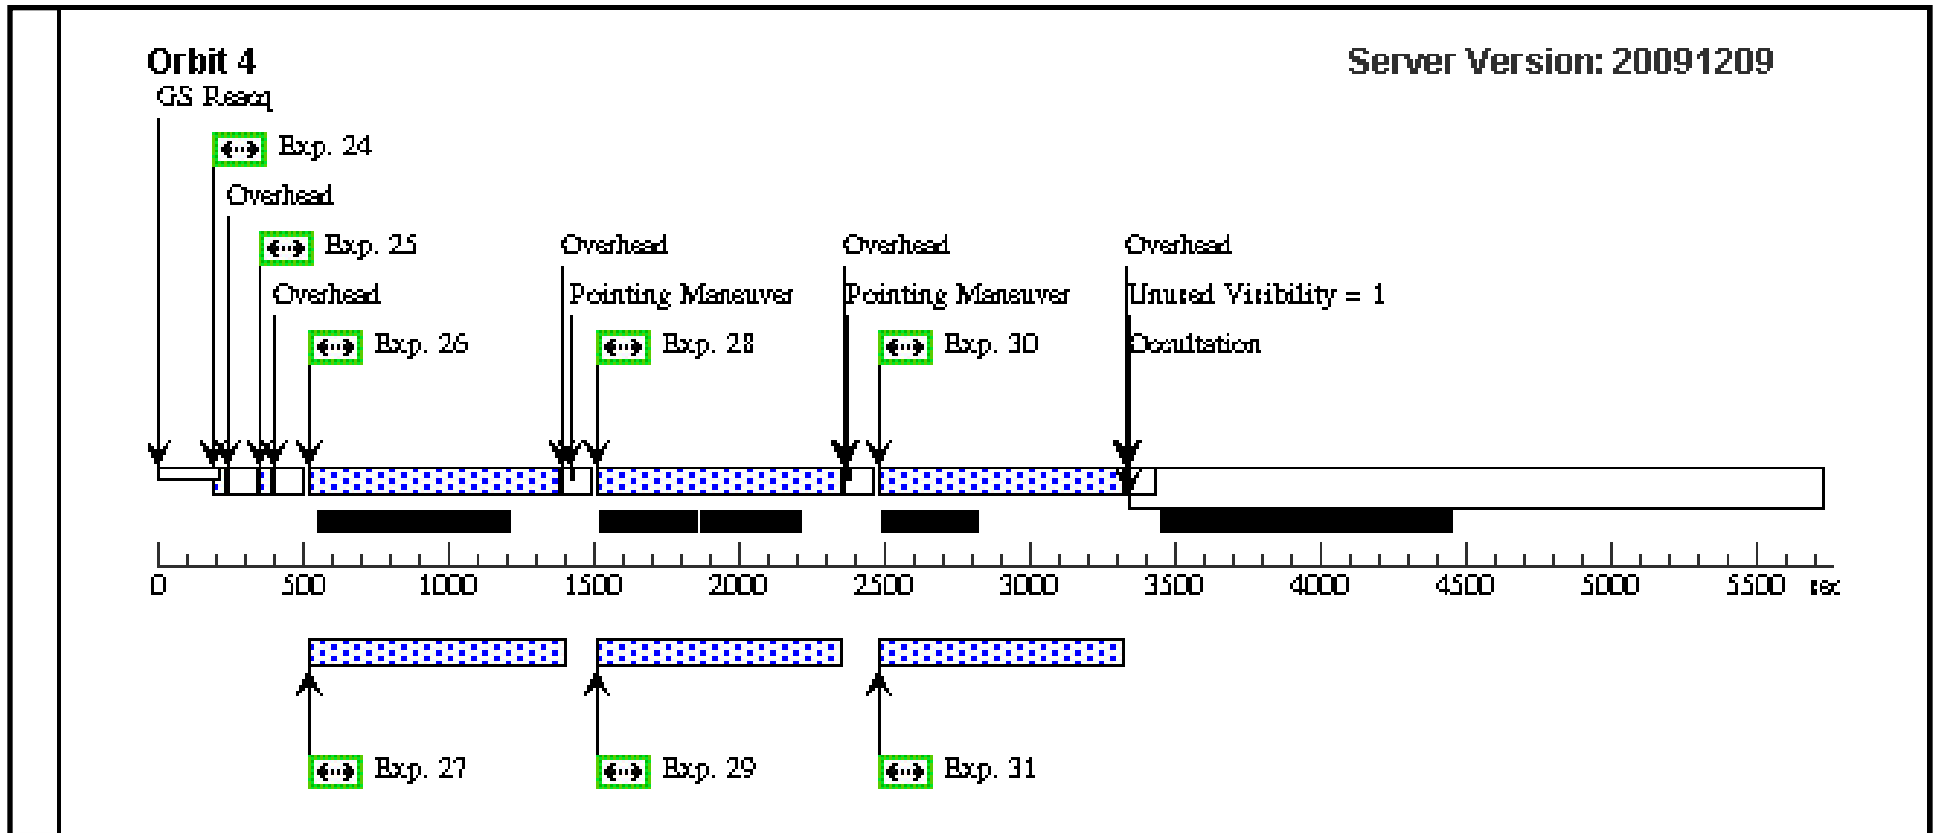 Orbit 4
Server Version: 20091209
GS Reacq
Exp. 24
Overhead
Exp. 25
Overhead
Overhead
Overhead
Overhead
Pointing Maneuver
Pointing Maneuver
Unused Visibility = 1
Exp. 26
Exp. 28
Exp. 30
Occultation
0 500 1000 1500 2000 2500 3000 3500 4000 4500 5000 5500 sec
Exp. 27
Exp. 29
Exp. 31